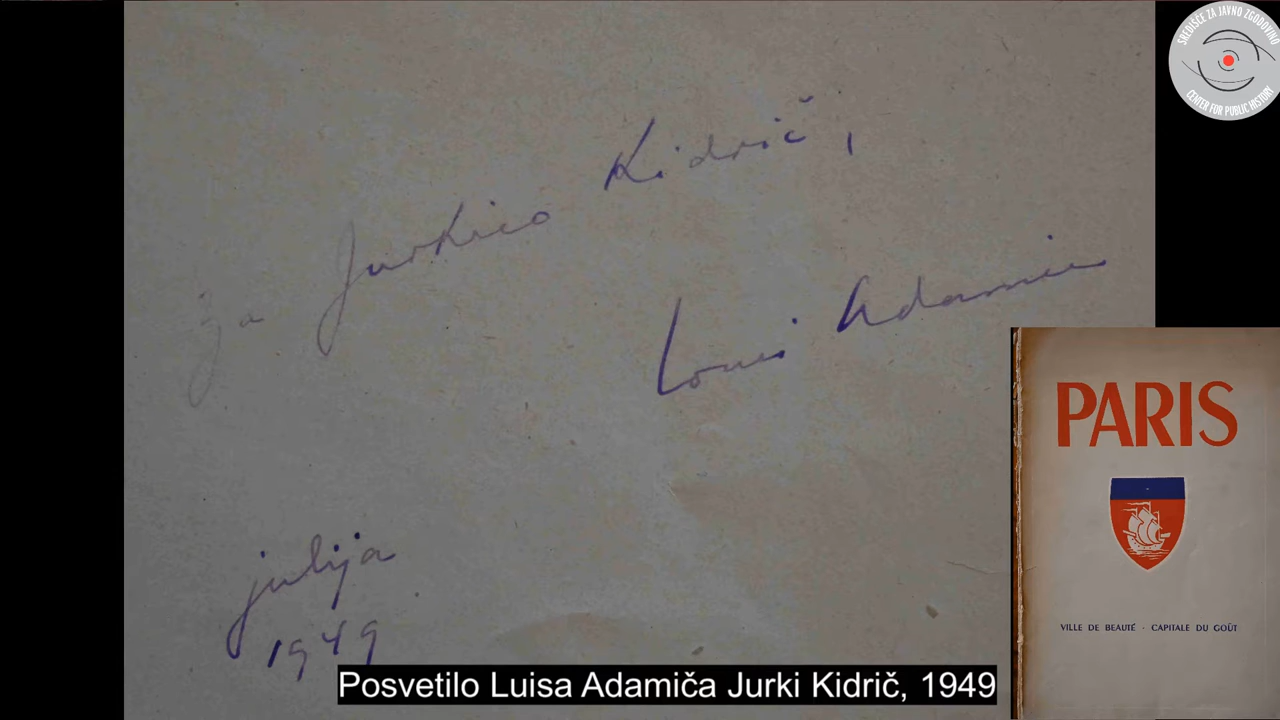 SREDIŠČE ZA JAVNO ZGODOVINO
CENTER FOR PUBLIC HISTORY
Za Jurkico Kidrič,
Louis Adamic
julija
1949
PARIS
VILLE DE BEAUTÉ · CAPITALE DU GOÛT
Posvetilo Luisa Adamiča Jurki Kidrič, 1949